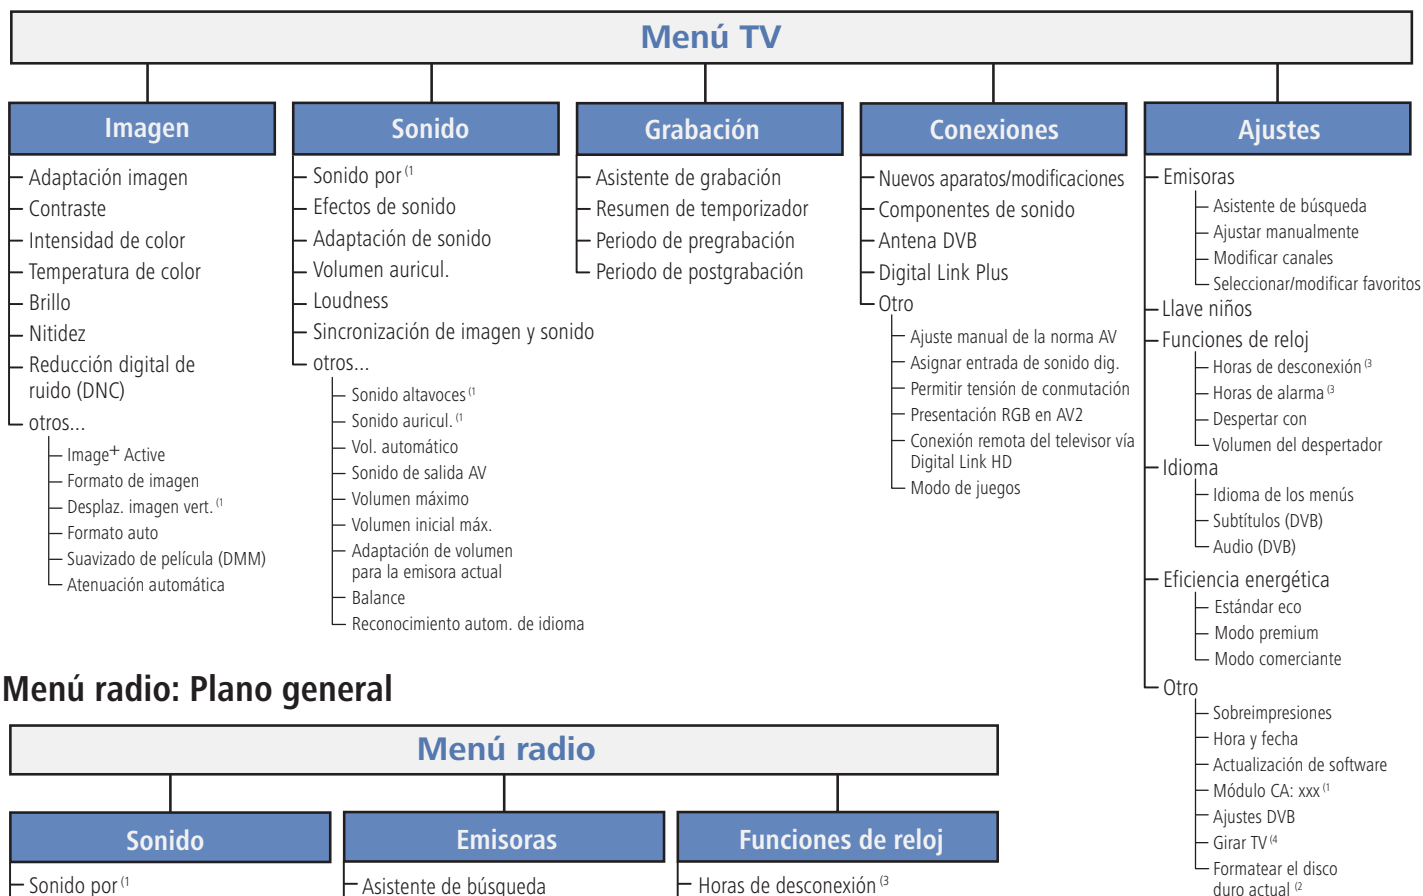 Menú TV
Imagen
Adaptación imagen
Contraste
Intensidad de color
Temperatura de color
Brillo
Nitidez
Reducción digital de
ruido (DNC)
otros...
Image+ Active
Formato de imagen
Desplaz. imagen vert. (1
Formato auto
Suavizado de película (DMM)
Atenuación automática
Sonido
Sonido por (1
Efectos de sonido
Adaptación de sonido
Volumen auricul.
Loudness
Sincronización de imagen y sonido
otros...
Sonido altavoces (1
Sonido auricul. (1
Vol. automático
Sonido de salida AV
Volumen máximo
Volumen inicial máx.
Adaptación de volumen
para la emisora actual
Balance
Reconocimiento autom. de idioma
Grabación
Asistente de grabación
Resumen de temporizador
Periodo de pregrabación
Periodo de postgrabación
Conexiones
Nuevos aparatos/modificaciones
Componentes de sonido
Antena DVB
Digital Link Plus
Otro
Ajuste manual de la norma AV
Asignar entrada de sonido dig.
Permitir tensión de conmutación
Presentación RGB en AV2
Conexión remota del televisor vía
Digital Link HD
Modo de juegos
Ajustes
Emisoras
Asistente de búsqueda
Ajustar manualmente
Modificar canales
Seleccionar/modificar favoritos
Llave niños
Funciones de reloj
Horas de desconexión (3
Horas de alarma (3
Despertar con
Volumen del despertador
Idioma
Idioma de los menús
Subtítulos (DVB)
Audio (DVB)
Eficiencia energética
Estándar eco
Modo premium
Modo comerciante
Otro
Sobreimpresiones
Hora y fecha
Actualización de software
Módulo CA: xxx (1
Ajustes DVB
Girar TV (4
Formatear el disco
duro actual (2
Menú radio: Plano general
Menú radio
Sonido
Sonido por (1
Emisoras
Asistente de búsqueda
Funciones de reloj
Horas de desconexión (3